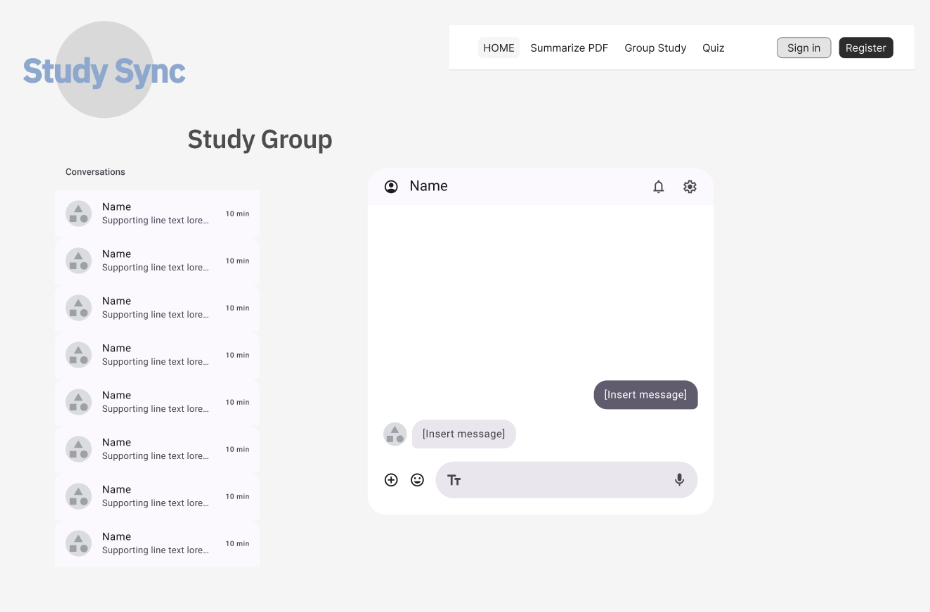 Study Sync
HOME Summarize PDF Group Study Quiz Sign in Register
Study Group
Conversations
Name
Supporting line text lore...
10 min
Name
Supporting line text lore...
10 min
Name
Supporting line text lore...
10 min
Name
Supporting line text lore...
10 min
Name
Supporting line text lore...
10 min
Name
Supporting line text lore...
10 min
Name
Supporting line text lore...
10 min
Name
Supporting line text lore...
10 min
Name
[Insert message]
[Insert message]
Tт